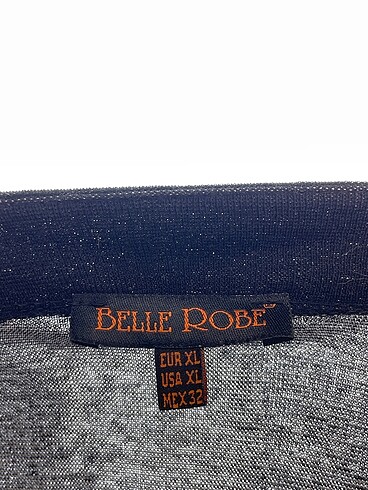 BELLE ROBE
EUR XL
USA XL
MEX 32